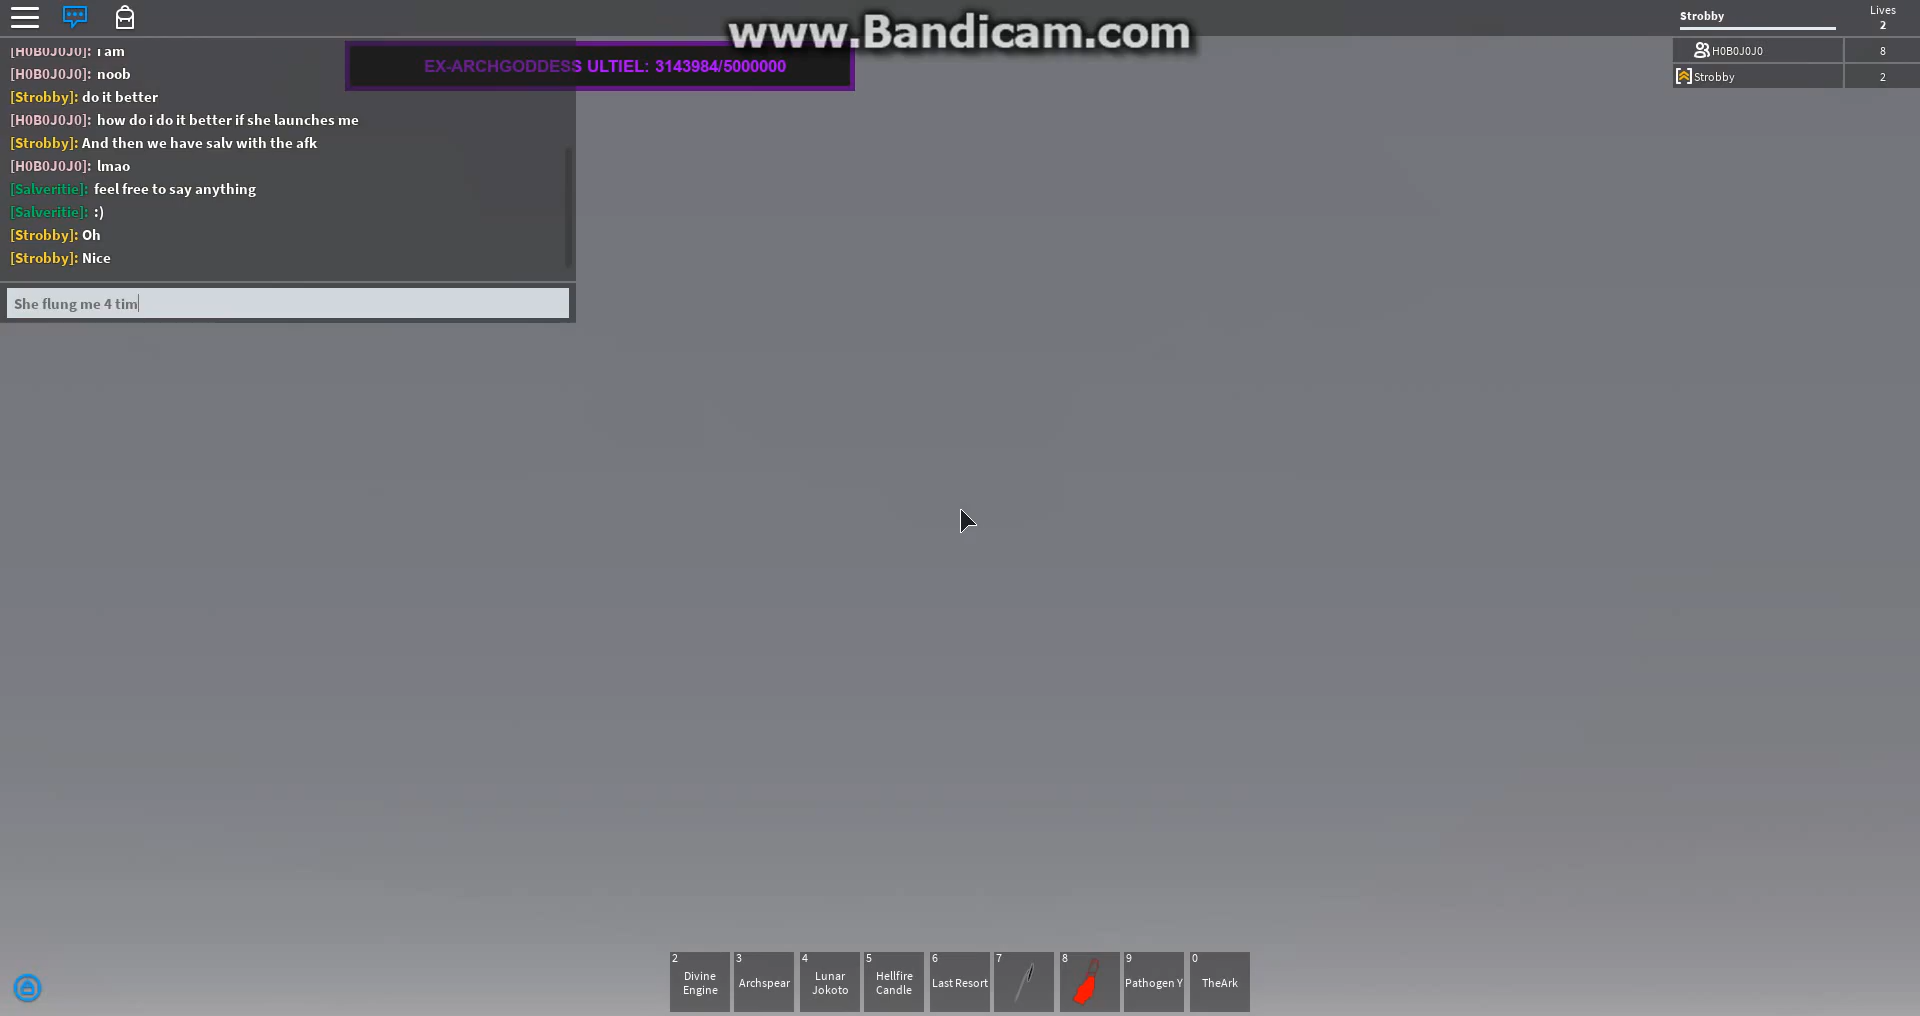 www.Bandicam.com
Strobby
Lives
2
H0B0J0J0 8
Strobby 2
EX-ARCHGODDESS ULTIEL: 3143984/5000000
[H0B0J0J0]: i am
[H0B0J0J0]: noob
[Strobby]: do it better
[H0B0J0J0]: how do i do it better if she launches me
[Strobby]: And then we have salv with the afk
[H0B0J0J0]: lmao
[Salveritie]: feel free to say anything
[Salveritie]: :)
[Strobby]: Oh
[Strobby]: Nice
She flung me 4 tim
2
Divine
Engine
3
Archspear
4
Lunar
Jokoto
5
Hellfire
Candle
6
Last Resort
7
8
9
Pathogen Y
0
TheArk